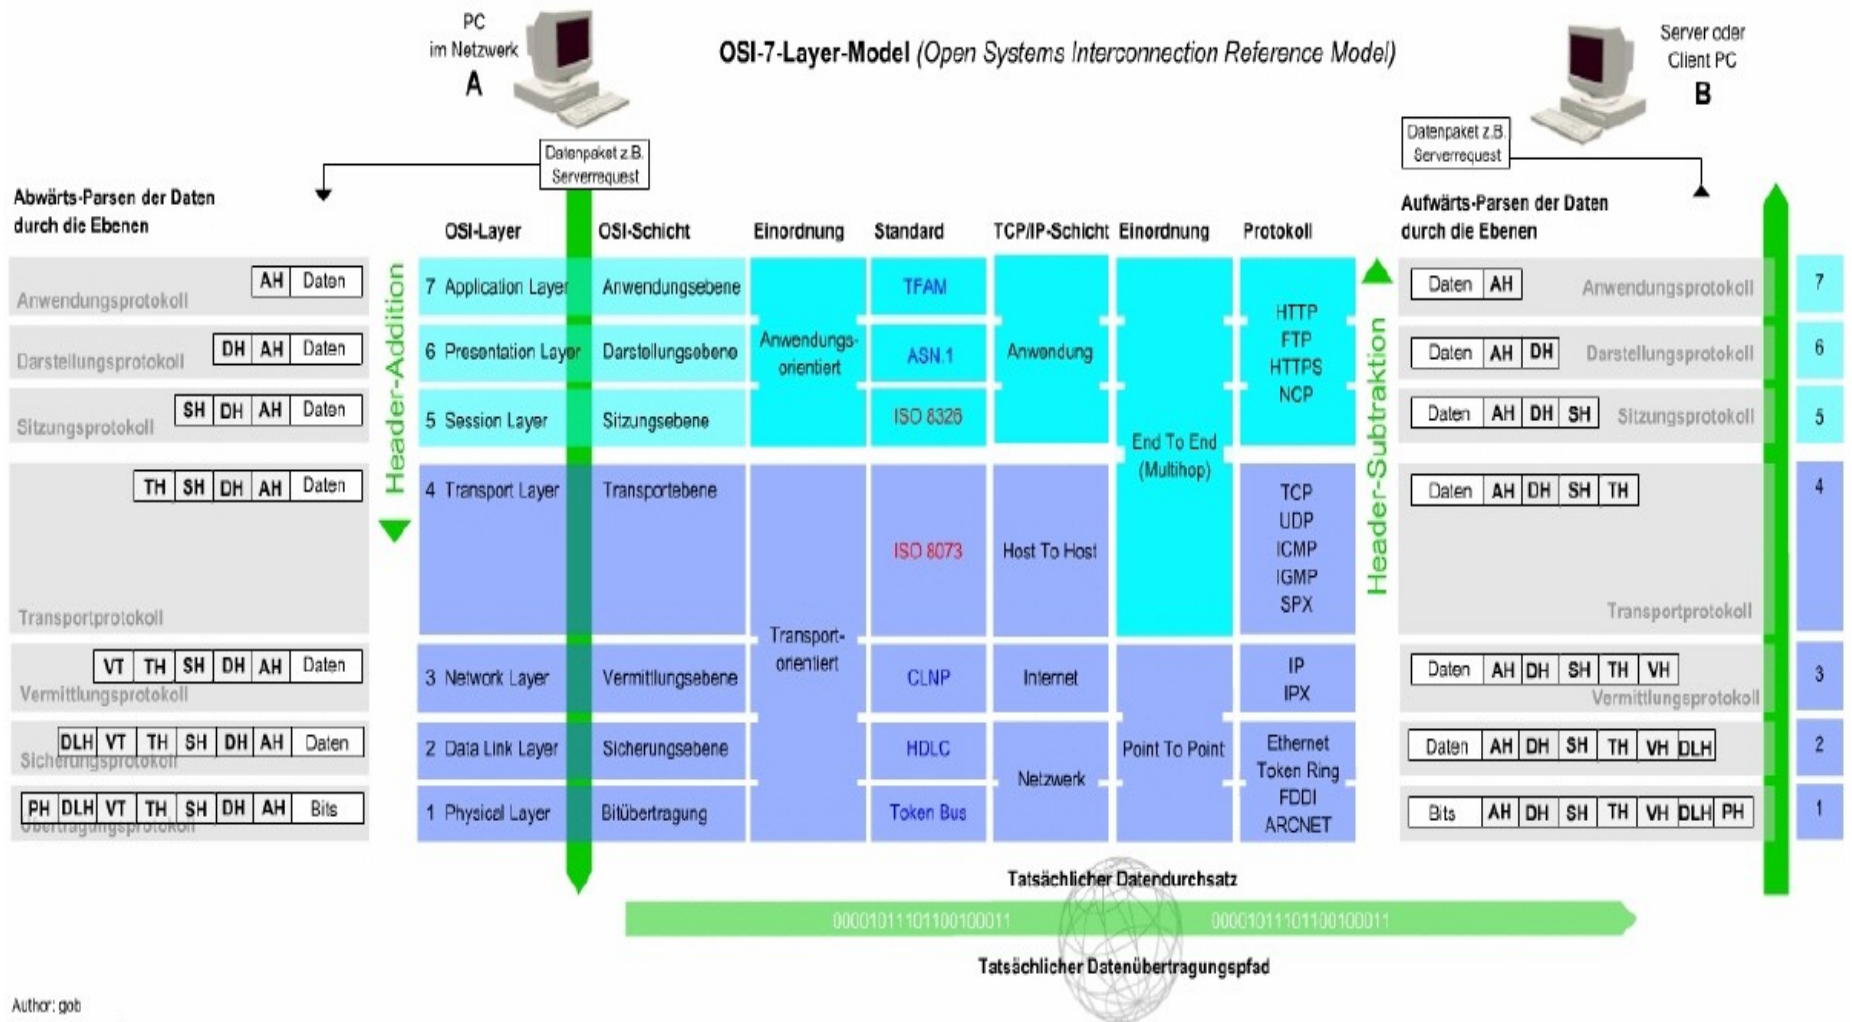 PC
im Netzwerk
A
OSI-7-Layer-Model (Open Systems Interconnection Reference Model)
Server oder
Client PC
B
Datenpaket z.B.
Serverrequest
Datenpaket z.B.
Serverrequest
Abwärts-Parsen der Daten
durch die Ebenen
Aufwärts-Parsen der Daten
durch die Ebenen
OSI-Layer OSI-Schicht Einordnung Standard TCP/IP-Schicht Einordnung Protokoll
AH Daten
Anwendungsprotokoll
DH AH Daten
Darstellungsprotokoll
SH DH AH Daten
Sitzungsprotokoll
TH SH DH AH Daten
Transportprotokoll
VT TH SH DH AH Daten
Vermittlungsprotokoll
DLH VT TH SH DH AH Daten
Sicherungsprotokoll
PH DLH VT TH SH DH AH Bits
Übertragungsprotokoll
Header-Addition
7 Application Layer
6 Presentation Layer
5 Session Layer
4 Transport Layer
3 Network Layer
2 Data Link Layer
1 Physical Layer
Anwendungsebene
Darstellungsebene
Sitzungsebene
Transportebene
Vermittlungsebene
Sicherungsebene
Bitübertragung
Anwendungs-
orientiert
Transport-
orientiert
TFAM
ASN.1
ISO 8326
ISO 8073
CLNP
HDLC
Token Bus
Anwendung
Host To Host
Internet
Netzwerk
End To End
(Multihop)
Point To Point
HTTP
FTP
HTTPS
NCP
TCP
UDP
ICMP
IGMP
SPX
IP
IPX
Ethernet
Token Ring
FDDI
ARCNET
Header-Subtraktion
Daten AH
Anwendungsprotokoll
7
Daten AH DH
Darstellungsprotokoll
6
Daten AH DH SH
Sitzungsprotokoll
5
Daten AH DH SH TH
Transportprotokoll
4
Daten AH DH SH TH VH
Vermittlungsprotokoll
3
Daten AH DH SH TH VH DLH
2
Bits AH DH SH TH VH DLH PH
1
Tatsächlicher Datendurchsatz
00001011101100100011 00001011101100100011
Tatsächlicher Datenübertragungspfad
Author: gob